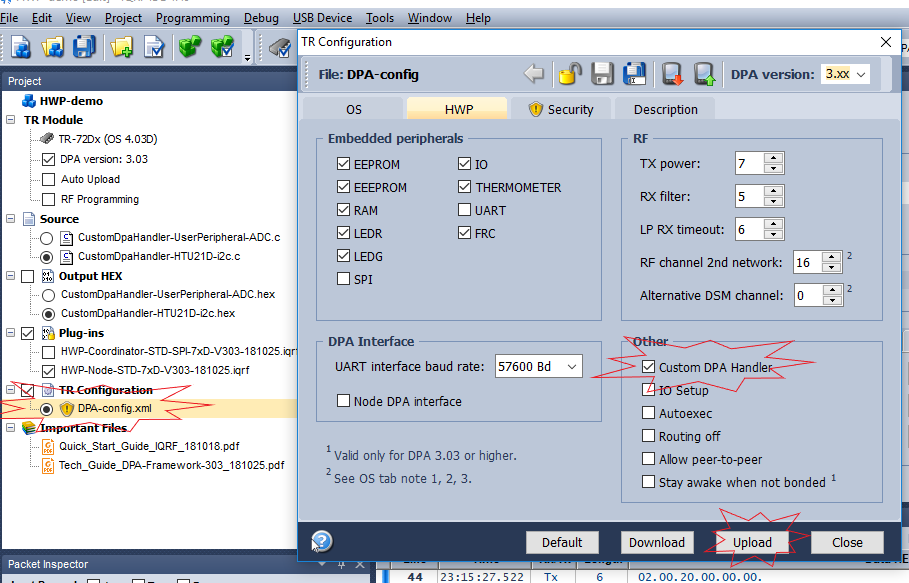 File Edit View Project Programming Debug USB Device Tools Window Help
Project
HWP-demo
TR Module
TR-72Dx (OS 4.03D)
DPA version: 3.03
Auto Upload
RF Programming
Source
CustomDpaHandler-UserPeripheral-ADC.c
CustomDpaHandler-HTU21D-i2c.c
Output HEX
CustomDpaHandler-UserPeripheral-ADC.hex
CustomDpaHandler-HTU21D-i2c.hex
Plug-ins
HWP-Coordinator-STD-SPI-7xD-V303-181025.iqrf
HWP-Node-STD-7xD-V303-181025.iqrf
TR Configuration
DPA-config.xml
Important Files
Quick_Start_Guide_IQRF_181018.pdf
Tech_Guide_DPA-Framework-303_181025.pdf
Packet Inspector
TR Configuration
File: DPA-config
DPA version: 3.xx
OS HWP Security Description
Embedded peripherals
EEPROM
EEEPROM
RAM
LEDR
LEDG
SPI
IO
THERMOMETER
UART
FRC
RF
TX power: 7
RX filter: 5
LP RX timeout: 6
RF channel 2nd network: 16 2
Alternative DSM channel: 0 2
DPA Interface
UART interface baud rate: 57600 Bd
Node DPA interface
1 Valid only for DPA 3.03 or higher.
2 See OS tab note 1, 2, 3.
Other
Custom DPA Handler
IO Setup
Autoexec
Routing off
Allow peer-to-peer
Stay awake when not bonded 1
Default Download Upload Close
44 23:15:27.522 Tx 6 02.00.20.00.00.00.